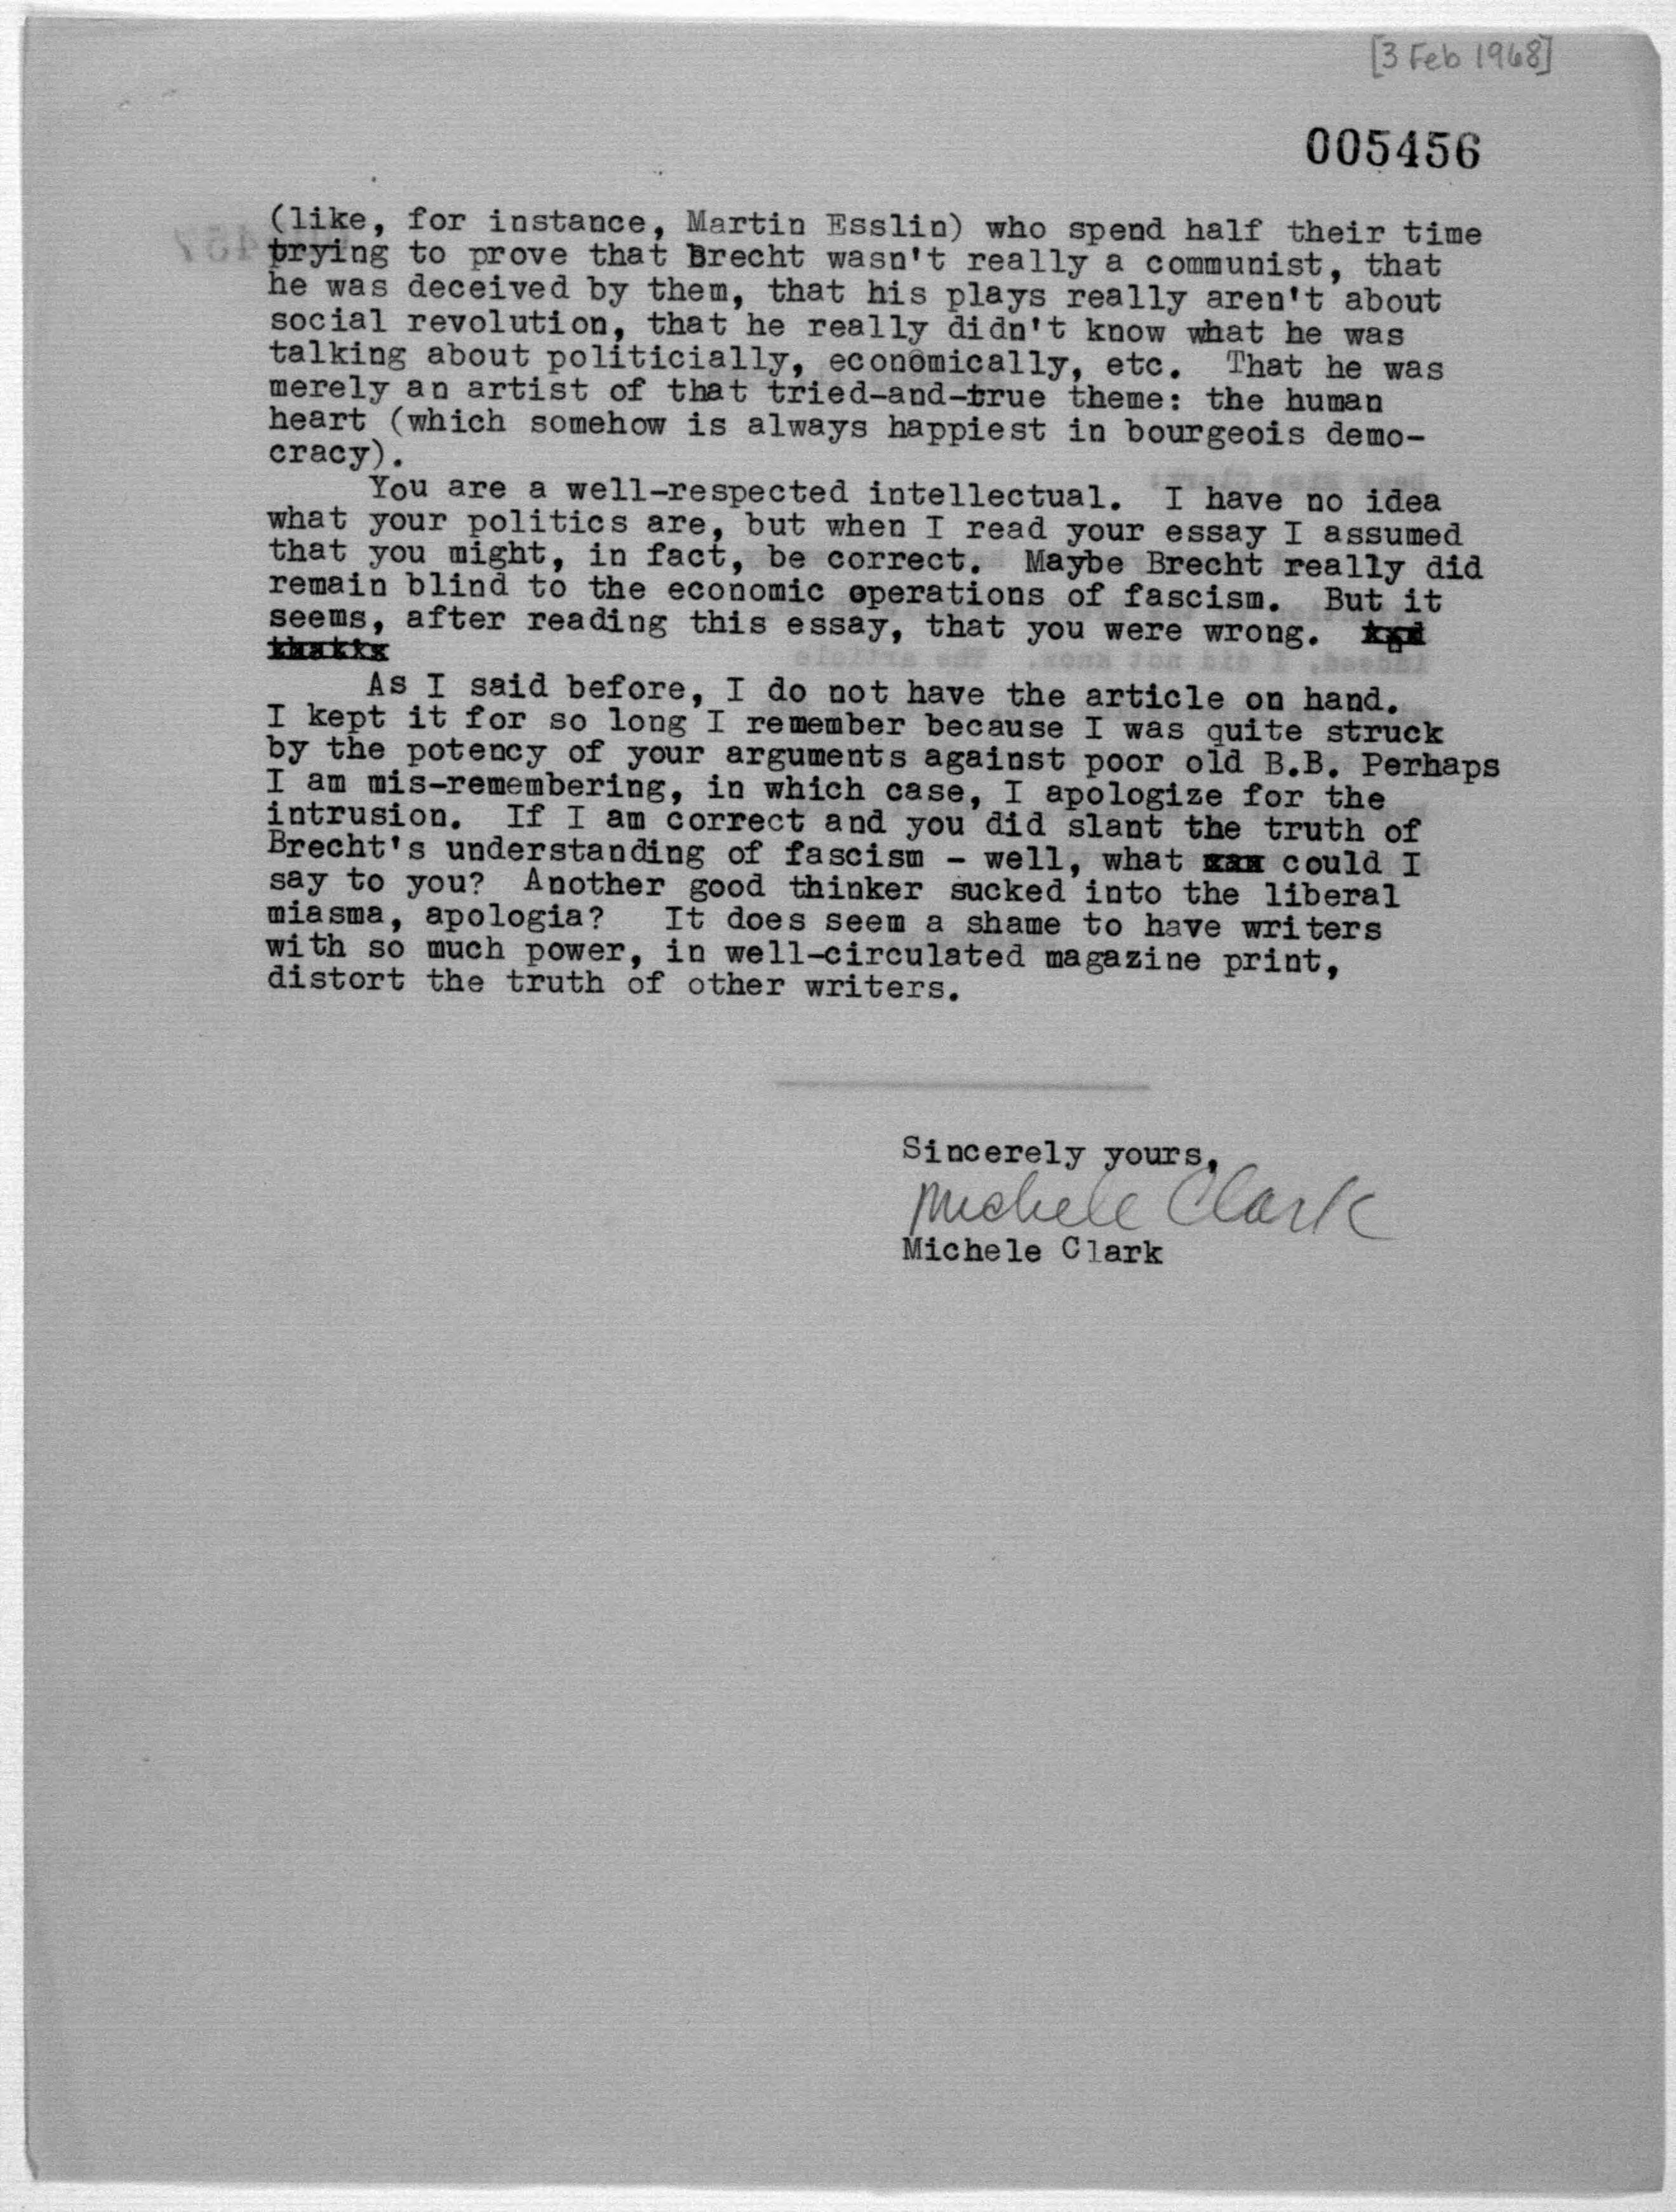 [3 Feb 1968]
005456
(like, for instance, Martin Esslin) who spend half their time
trying to prove that Brecht wasn't really a communist, that
he was deceived by them, that his plays really aren't about
social revolution, that he really didn't know what he was
talking about politicially, economically, etc.  That he was
merely an artist of that tried-and-true theme: the human
heart (which somehow is always happiest in bourgeois demo-
cracy).
You are a well-respected intellectual.  I have no idea
what your politics are, but when I read your essay I assumed
that you might, in fact, be correct.  Maybe Brecht really did
remain blind to the economic operations of fascism.  But it
seems, after reading this essay, that you were wrong.
As I said before, I do not have the article on hand.
I kept it for so long I remember because I was quite struck
by the potency of your arguments against poor old B.B. Perhaps
I am mis-remembering, in which case, I apologize for the
intrusion.  If I am correct and you did slant the truth of
Brecht's understanding of fascism - well, what could I
say to you?  Another good thinker sucked into the liberal
miasma, apologia?   It does seem a shame to have writers
with so much power, in well-circulated magazine print,
distort the truth of other writers.
Sincerely yours,
Michele Clark
Michele Clark